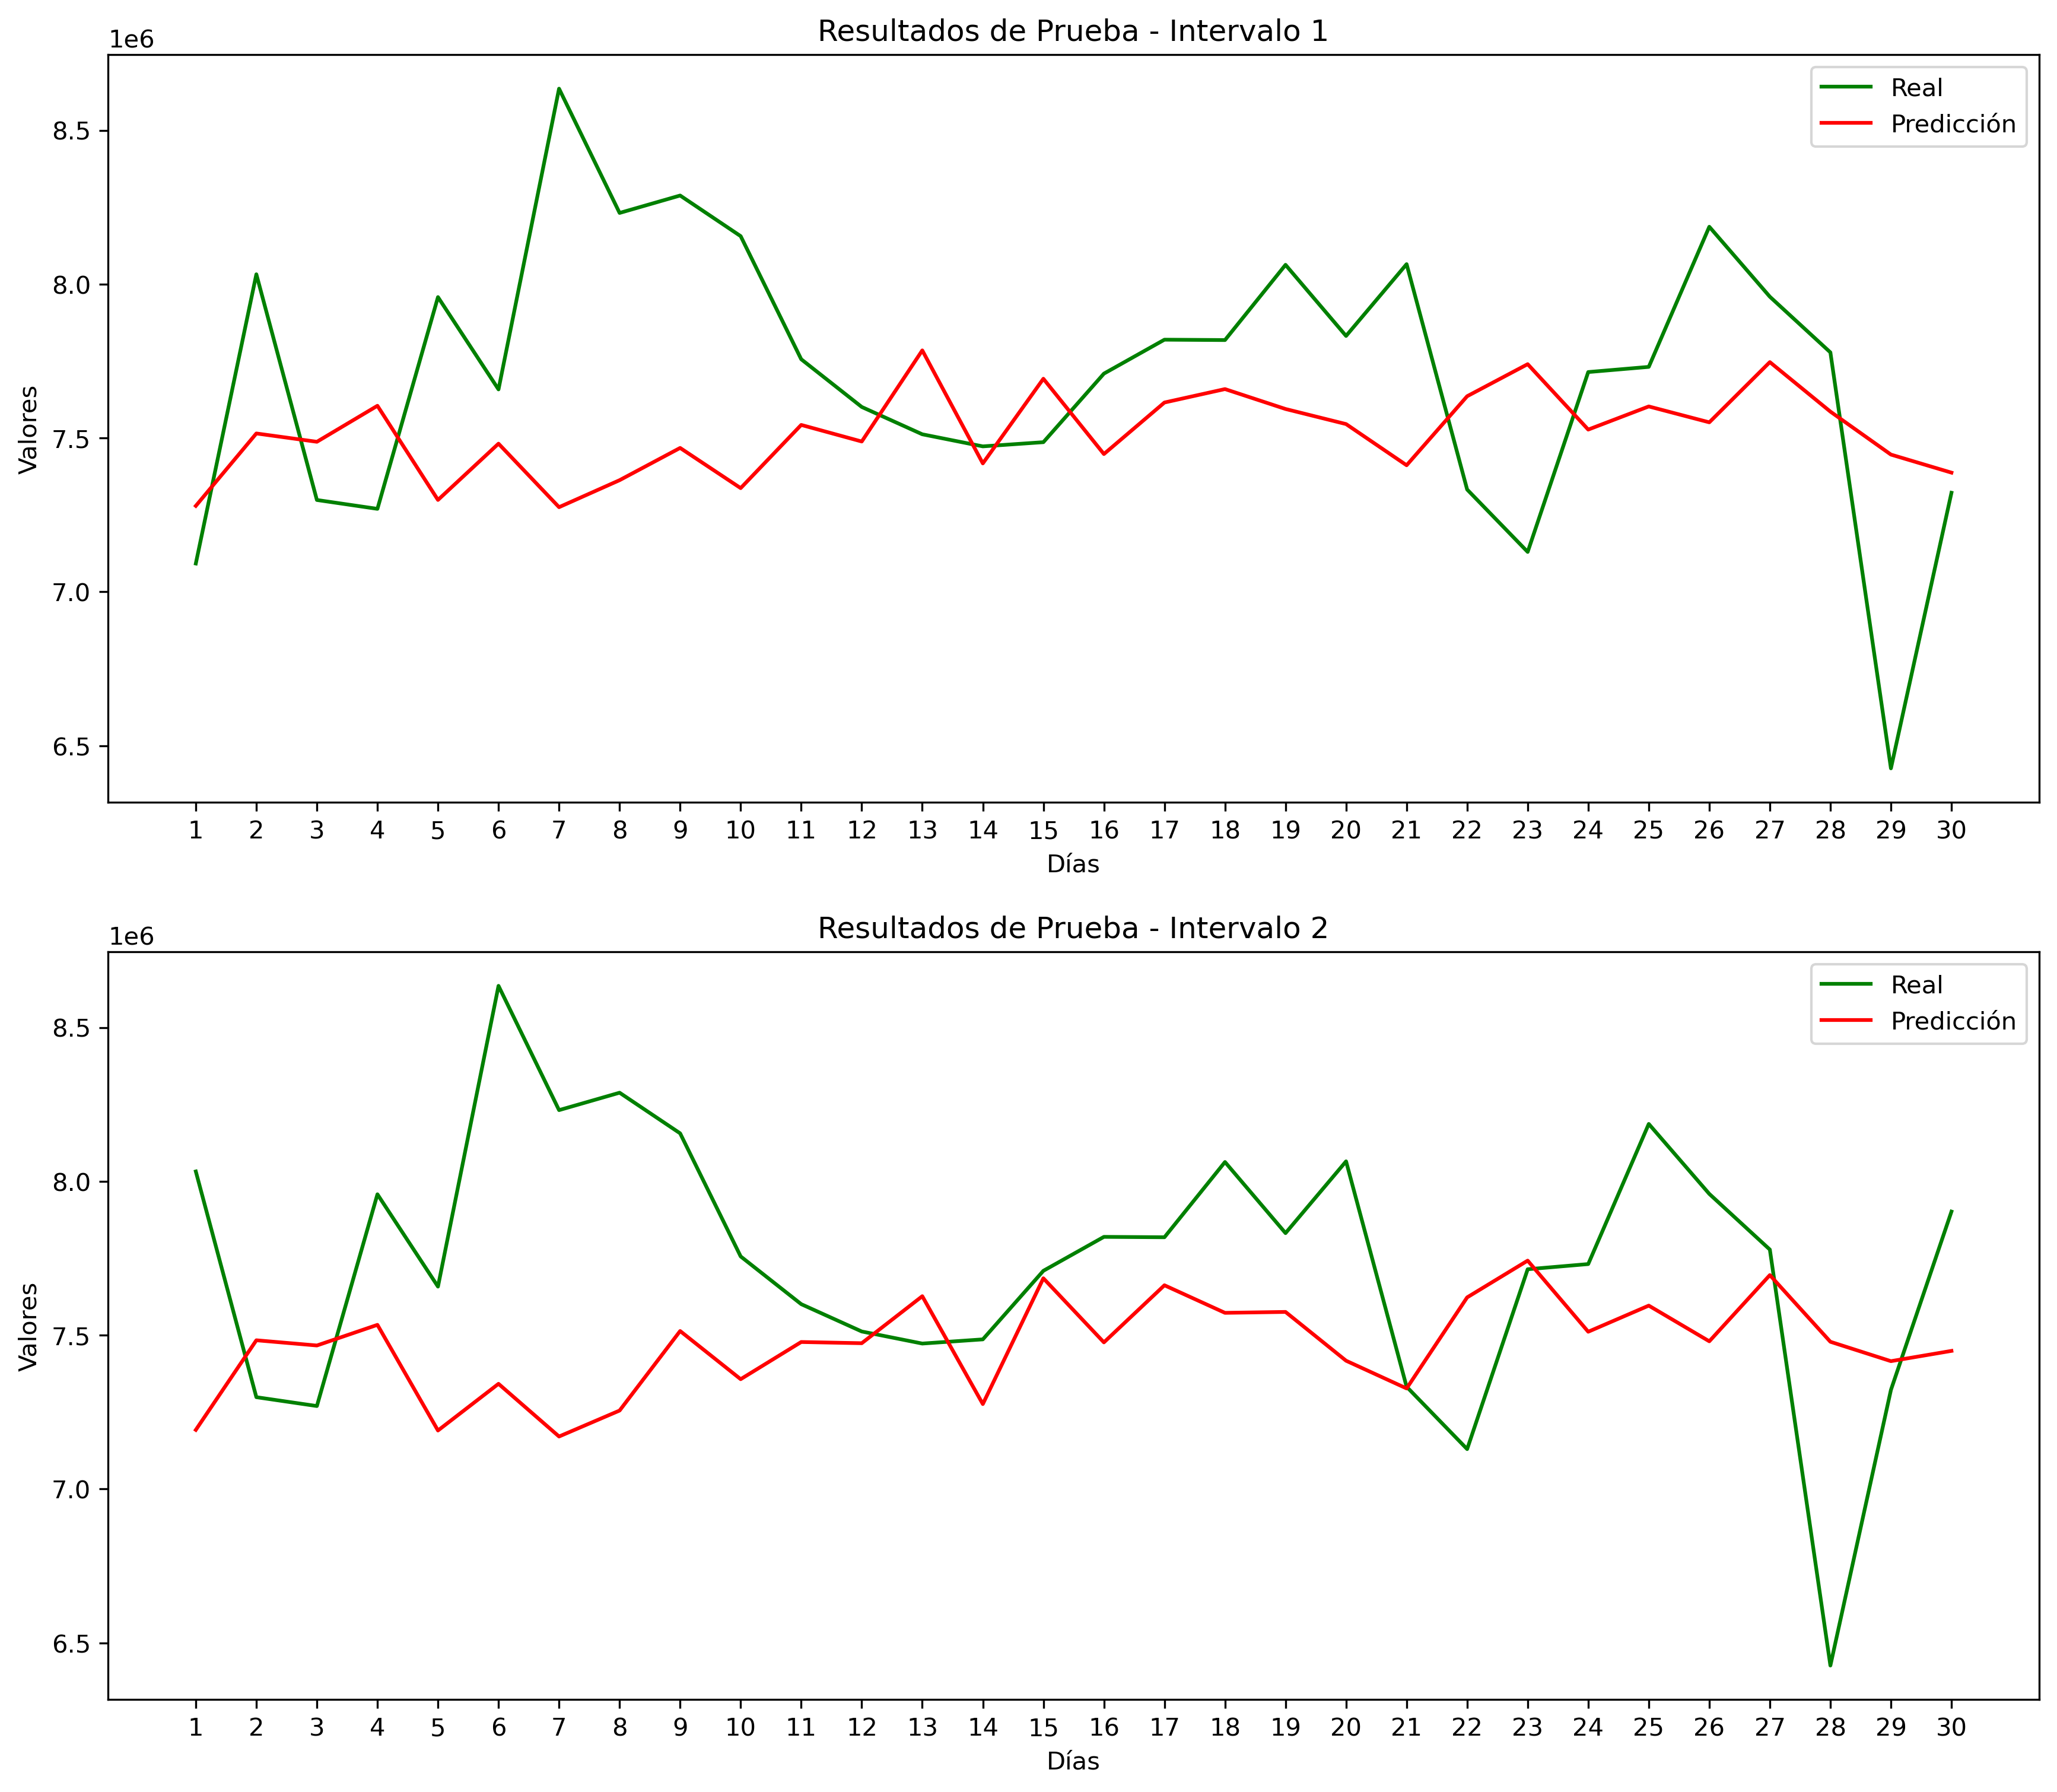 Resultados de Prueba - Intervalo 1
1e6
Real
Predicción
8.5
8.0
7.5
7.0
6.5
Valores
1 2 3 4 5 6 7 8 9 10 11 12 13 14 15 16 17 18 19 20 21 22 23 24 25 26 27 28 29 30
Días
Resultados de Prueba - Intervalo 2
1e6
Real
Predicción
8.5
8.0
7.5
7.0
6.5
Valores
1 2 3 4 5 6 7 8 9 10 11 12 13 14 15 16 17 18 19 20 21 22 23 24 25 26 27 28 29 30
Días